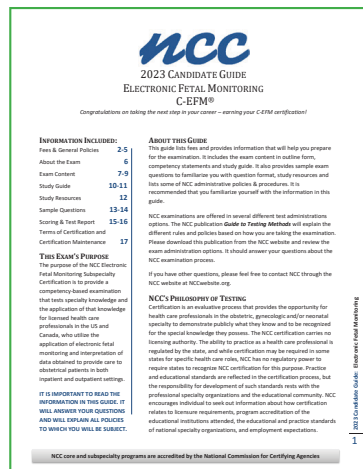 ncc
2023 CANDIDATE GUIDE
ELECTRONIC FETAL MONITORING
C-EFM®
Congratulations on taking the next step in your career – earning your C-EFM certification!
INFORMATION INCLUDED:
Fees & General Policies 2-5
About the Exam 6
Exam Content 7-9
Study Guide 10-11
Study Resources 12
Sample Questions 13-14
Scoring & Test Report 15-16
Terms of Certification and
Certification Maintenance 17
THIS EXAM'S PURPOSE
The purpose of the NCC Electronic
Fetal Monitoring Subspecialty
Certification is to provide a
competency-based examination
that tests specialty knowledge and
the application of that knowledge
for licensed health care
professionals in the US and
Canada, who utilize the
application of electronic fetal
monitoring and interpretation of
data obtained to provide care to
obstetrical patients in both
inpatient and outpatient settings.
IT IS IMPORTANT TO READ THE
INFORMATION IN THIS GUIDE. IT
WILL ANSWER YOUR QUESTIONS
AND WILL EXPLAIN ALL POLICIES
TO WHICH YOU WILL BE SUBJECT.
ABOUT THIS GUIDE
This guide lists fees and provides information that will help you prepare
for the examination. It includes the exam content in outline form,
competency statements and study guide. It also provides sample exam
questions to familiarize you with question format, study resources and
lists some of NCC administrative policies & procedures. It is
recommended that you familiarize yourself with the information in this
guide.
NCC examinations are offered in several different test administrations
options. The NCC publication Guide to Testing Methods will explain the
different rules and policies based on how you are taking the examination.
Please download this publication from the NCC website and review the
exam administration options. It should answer your questions about the
NCC examination process.
If you have other questions, please feel free to contact NCC through the
NCC website at NCCwebsite.org.
NCC'S PHILOSOPHY OF TESTING
Certification is an evaluative process that provides the opportunity for
health care professionals in the obstetric, gynecologic and/or neonatal
specialty to demonstrate publicly what they know and to be recognized
for the special knowledge they possess. The NCC certification carries no
licensing authority. The ability to practice as a health care professional is
regulated by the state, and while certification may be required in some
states for specific health care roles, NCC has no regulatory power to
require states to recognize NCC certification for this purpose. Practice
and educational standards are reflected in the certification process, but
the responsibility for development of such standards rests with the
professional specialty organizations and the educational community. NCC
encourages individual to seek out information about how certification
relates to licensure requirements, program accreditation of the
educational institutions attended, the educational and practice standards
of national specialty organizations, and employment expectations.
2023 Candidate Guide: Electronic Fetal Monitoring
1
NCC core and subspecialty programs are accredited by the National Commission for Certifying Agencies